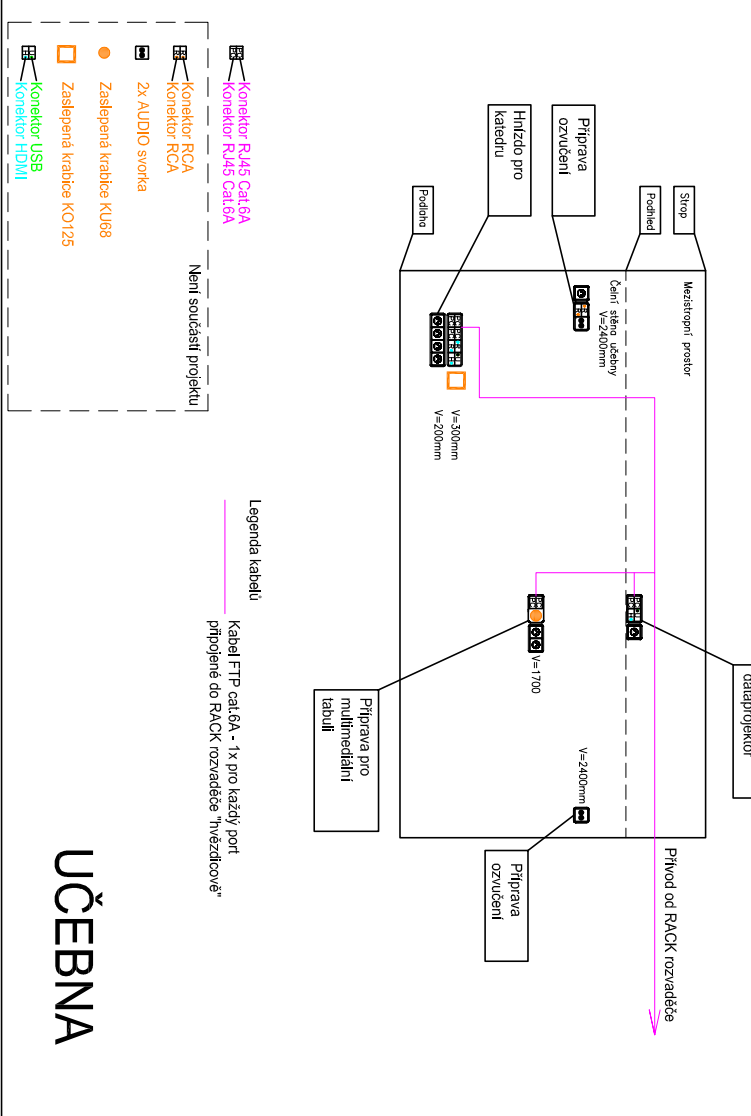 Strop
Podhled
Podlaha
Mezistropní prostor
Čelní stěna učebny
V=2400mm
Příprava
ozvučení
Hnízdo pro
katedru
V=300mm
V=200mm
dataprojektor
V=1700
Příprava pro
multimediální
tabuli
V=2400mm
Příprava
ozvučení
Přívod od RACK rozvaděče
Konektor RJ45 Cat.6A
Konektor RJ45 Cat.6A
Není součástí projektu
Konektor RCA
Konektor RCA
2x AUDIO svorka
Zaslepená krabice KU68
Zaslepená krabice KO125
Konektor USB
Konektor HDMI
Legenda kabelů
Kabel FTP cat.6A - 1x pro každý port
připojené do RACK rozvaděče "hvězdicově"
UČEBNA